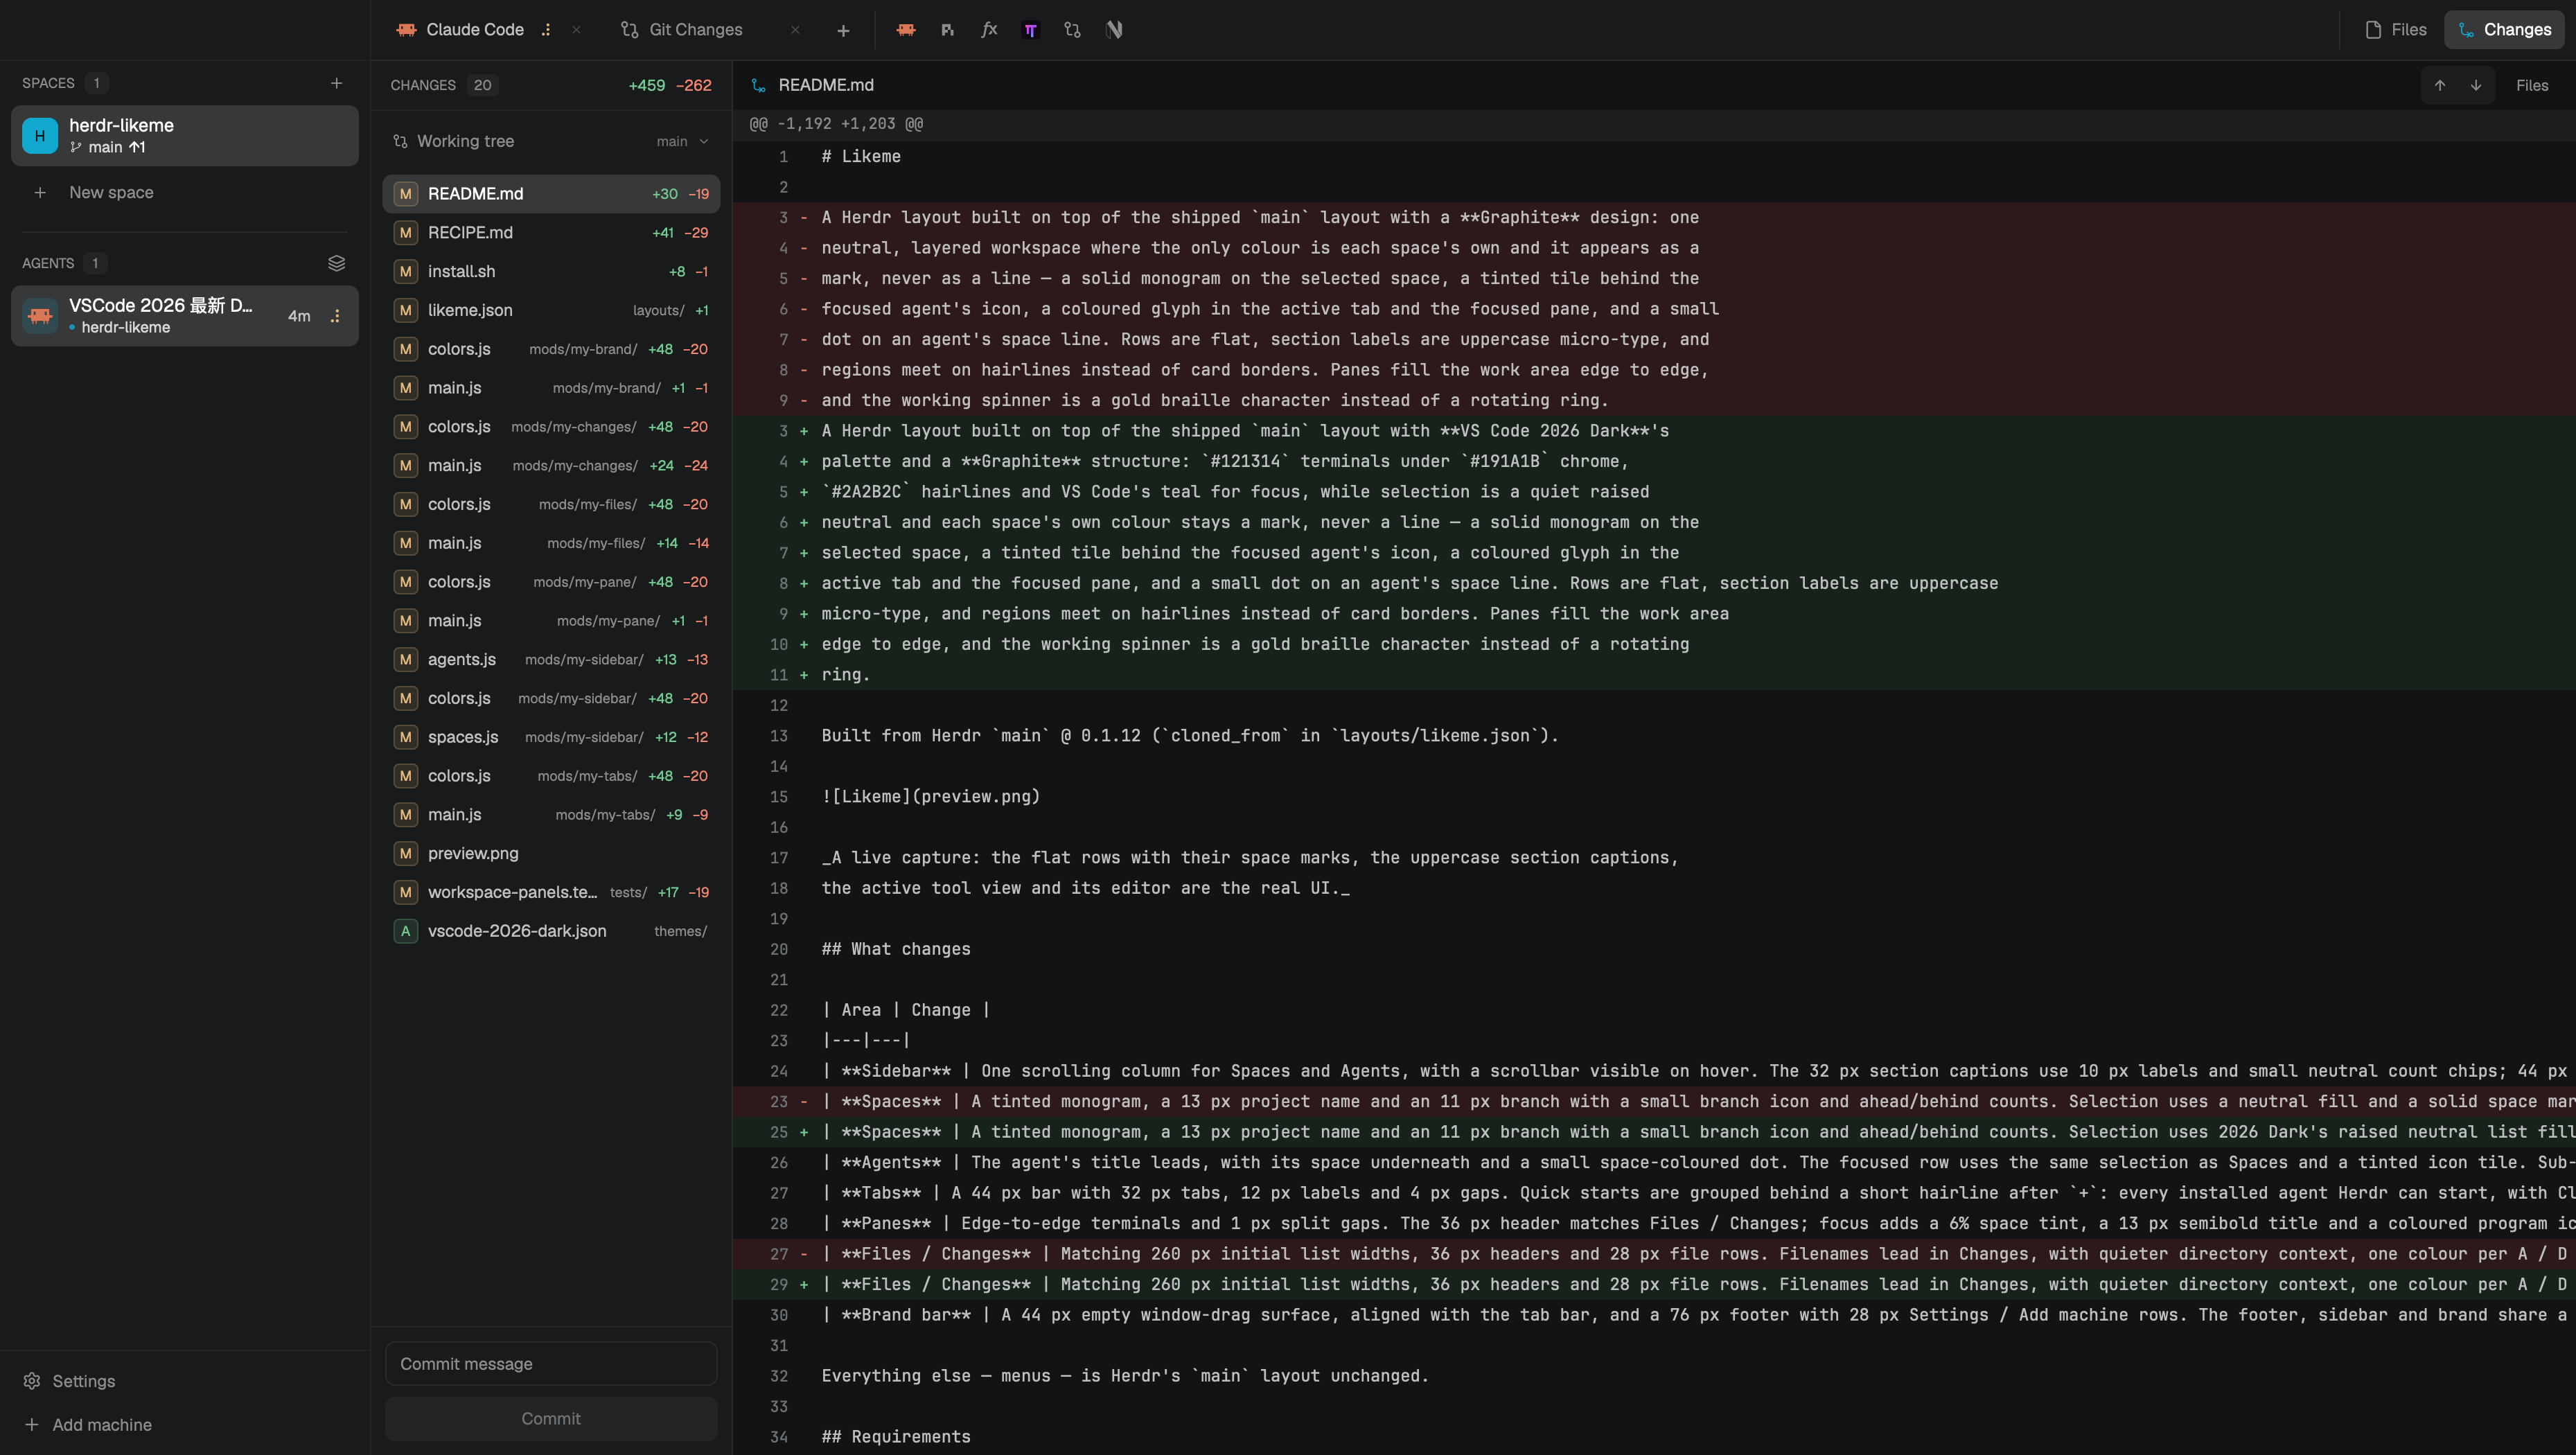 Claude Code
Git Changes
Files
Changes
SPACES 1
H
herdr-likeme
main ↑1
New space
AGENTS 1
VSCode 2026 最新 D...
herdr-likeme
4m
Settings
Add machine
CHANGES 20 +459 −262
Working tree main
M README.md +30 −19
M RECIPE.md +41 −29
M install.sh +8 −1
M likeme.json layouts/ +1
M colors.js mods/my-brand/ +48 −20
M main.js mods/my-brand/ +1 −1
M colors.js mods/my-changes/ +48 −20
M main.js mods/my-changes/ +24 −24
M colors.js mods/my-files/ +48 −20
M main.js mods/my-files/ +14 −14
M colors.js mods/my-pane/ +48 −20
M main.js mods/my-pane/ +1 −1
M agents.js mods/my-sidebar/ +13 −13
M colors.js mods/my-sidebar/ +48 −20
M spaces.js mods/my-sidebar/ +12 −12
M colors.js mods/my-tabs/ +48 −20
M main.js mods/my-tabs/ +9 −9
M preview.png
M workspace-panels.te... tests/ +17 −19
A vscode-2026-dark.json themes/
Commit message
Commit
README.md
Files
@@ -1,192 +1,203 @@
1 # Likeme
2
3 - A Herdr layout built on top of the shipped `main` layout with a **Graphite** design: one
4 - neutral, layered workspace where the only colour is each space's own and it appears as a
5 - mark, never as a line — a solid monogram on the selected space, a tinted tile behind the
6 - focused agent's icon, a coloured glyph in the active tab and the focused pane, and a small
7 - dot on an agent's space line. Rows are flat, section labels are uppercase micro-type, and
8 - regions meet on hairlines instead of card borders. Panes fill the work area edge to edge,
9 - and the working spinner is a gold braille character instead of a rotating ring.
3 + A Herdr layout built on top of the shipped `main` layout with **VS Code 2026 Dark**'s
4 + palette and a **Graphite** structure: `#121314` terminals under `#191A1B` chrome,
5 + `#2A2B2C` hairlines and VS Code's teal for focus, while selection is a quiet raised
6 + neutral and each space's own colour stays a mark, never a line — a solid monogram on the
7 + selected space, a tinted tile behind the focused agent's icon, a coloured glyph in the
8 + active tab and the focused pane, and a small dot on an agent's space line. Rows are flat, section labels are uppercase
9 + micro-type, and regions meet on hairlines instead of card borders. Panes fill the work area
10 + edge to edge, and the working spinner is a gold braille character instead of a rotating
11 + ring.
12
13 Built from Herdr `main` @ 0.1.12 (`cloned_from` in `layouts/likeme.json`).
14
15 ![Likeme](preview.png)
16
17 _A live capture: the flat rows with their space marks, the uppercase section captions,
18 the active tool view and its editor are the real UI._
19
20 ## What changes
21
22 | Area | Change |
23 |---|---|
24 | **Sidebar** | One scrolling column for Spaces and Agents, with a scrollbar visible on hover. The 32 px section captions use 10 px labels and small neutral count chips; 44 px
23 - | **Spaces** | A tinted monogram, a 13 px project name and an 11 px branch with a small branch icon and ahead/behind counts. Selection uses a neutral fill and a solid space mar
25 + | **Spaces** | A tinted monogram, a 13 px project name and an 11 px branch with a small branch icon and ahead/behind counts. Selection uses 2026 Dark's raised neutral list fill
26 | **Agents** | The agent's title leads, with its space underneath and a small space-coloured dot. The focused row uses the same selection as Spaces and a tinted icon tile. Sub-
27 | **Tabs** | A 44 px bar with 32 px tabs, 12 px labels and 4 px gaps. Quick starts are grouped behind a short hairline after `+`: every installed agent Herdr can start, with Cl
28 | **Panes** | Edge-to-edge terminals and 1 px split gaps. The 36 px header matches Files / Changes; focus adds a 6% space tint, a 13 px semibold title and a coloured program ic
27 - | **Files / Changes** | Matching 260 px initial list widths, 36 px headers and 28 px file rows. Filenames lead in Changes, with quieter directory context, one colour per A / D
29 + | **Files / Changes** | Matching 260 px initial list widths, 36 px headers and 28 px file rows. Filenames lead in Changes, with quieter directory context, one colour per A / D
30 | **Brand bar** | A 44 px empty window-drag surface, aligned with the tab bar, and a 76 px footer with 28 px Settings / Add machine rows. The footer, sidebar and brand share a
31
32 Everything else — menus — is Herdr's `main` layout unchanged.
33
34 ## Requirements